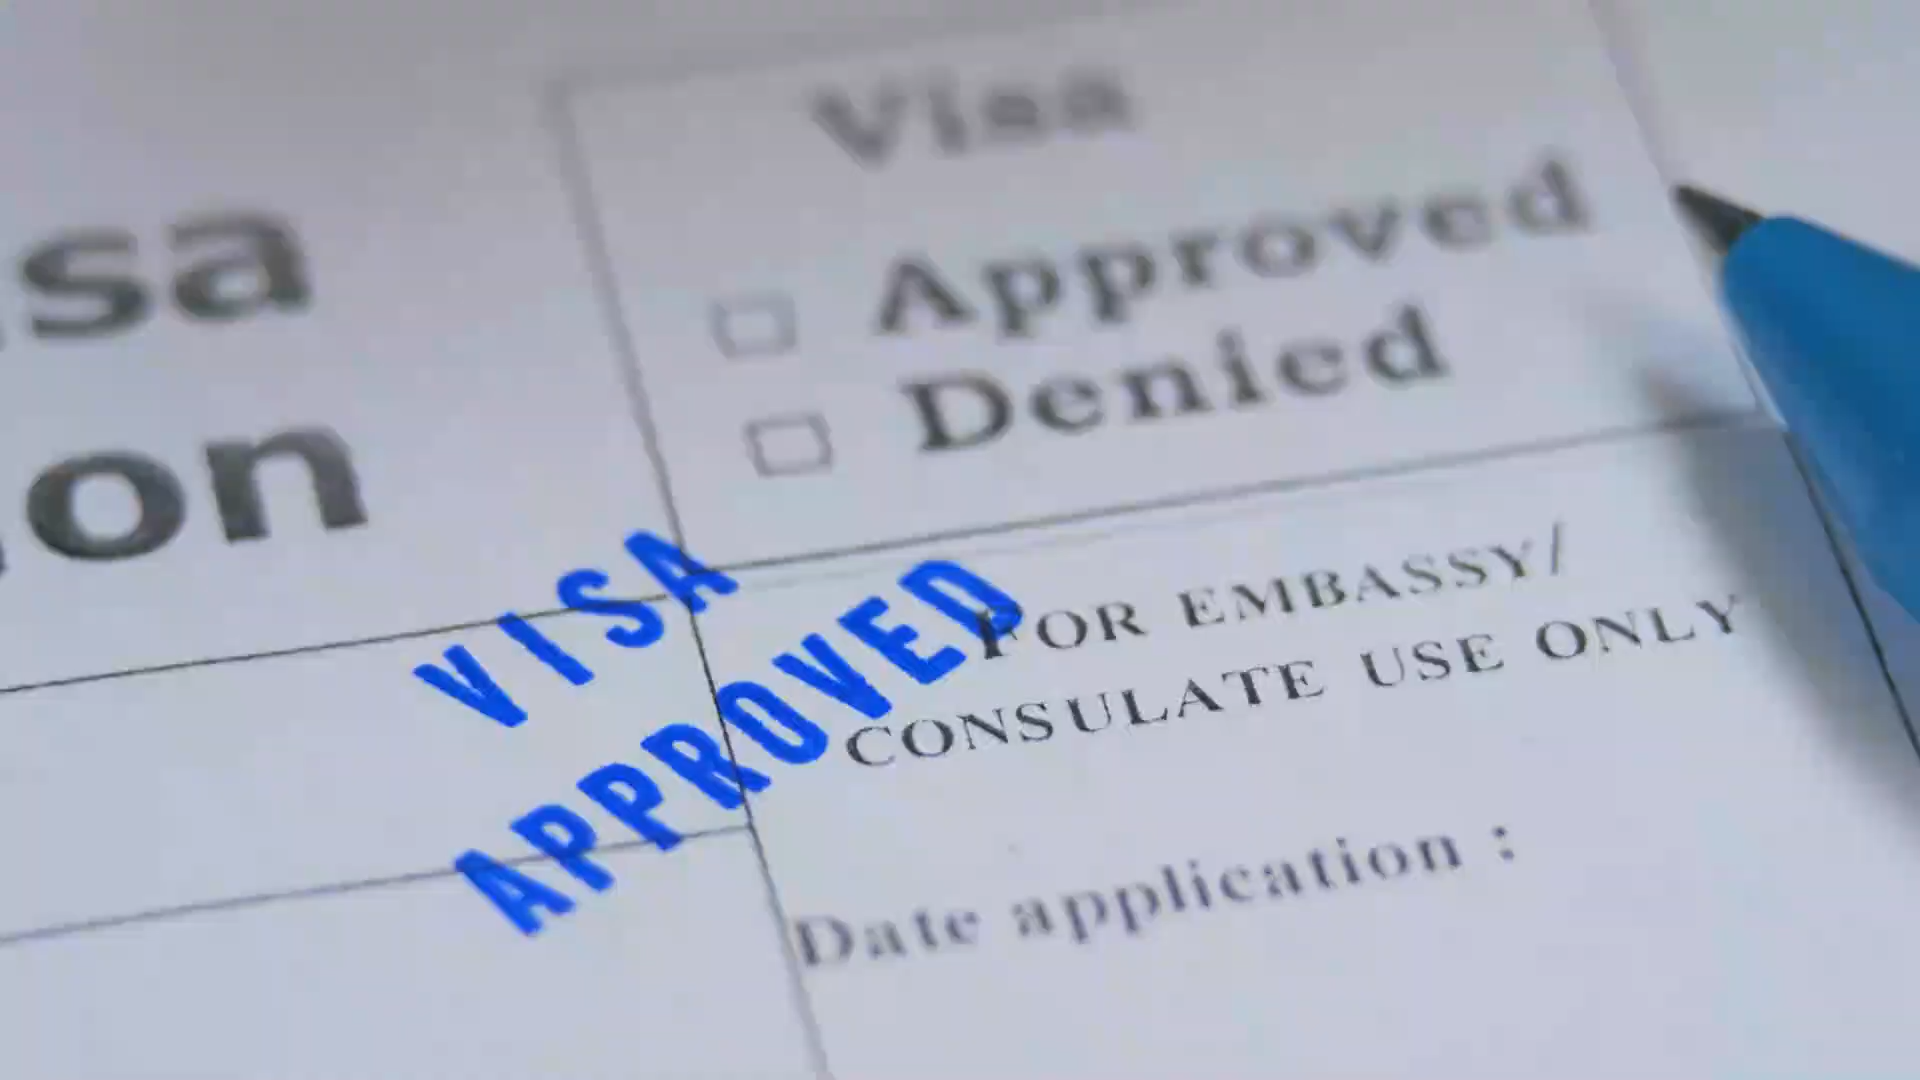 sa
on
Visa
Approved
Denied
VISA
APPROVED
FOR EMBASSY/
CONSULATE USE ONLY
Date application :